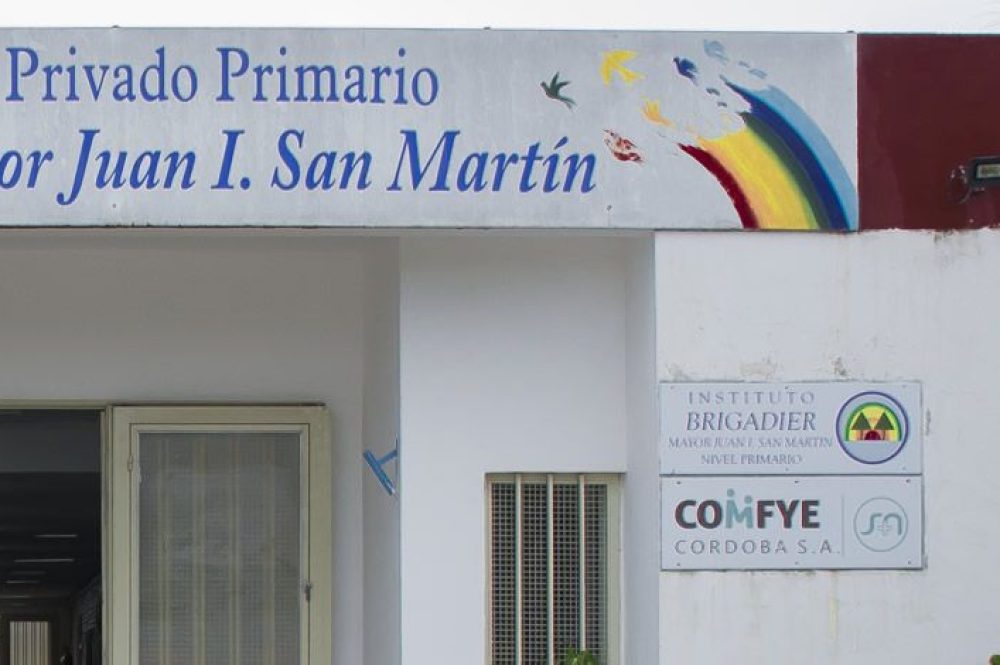 Privado Primario
or Juan I. San Martín
INSTITUTO
BRIGADIER
MAYOR JUAN I. SAN MARTIN
NIVEL PRIMARIO
COMFYE
CORDOBA S.A.